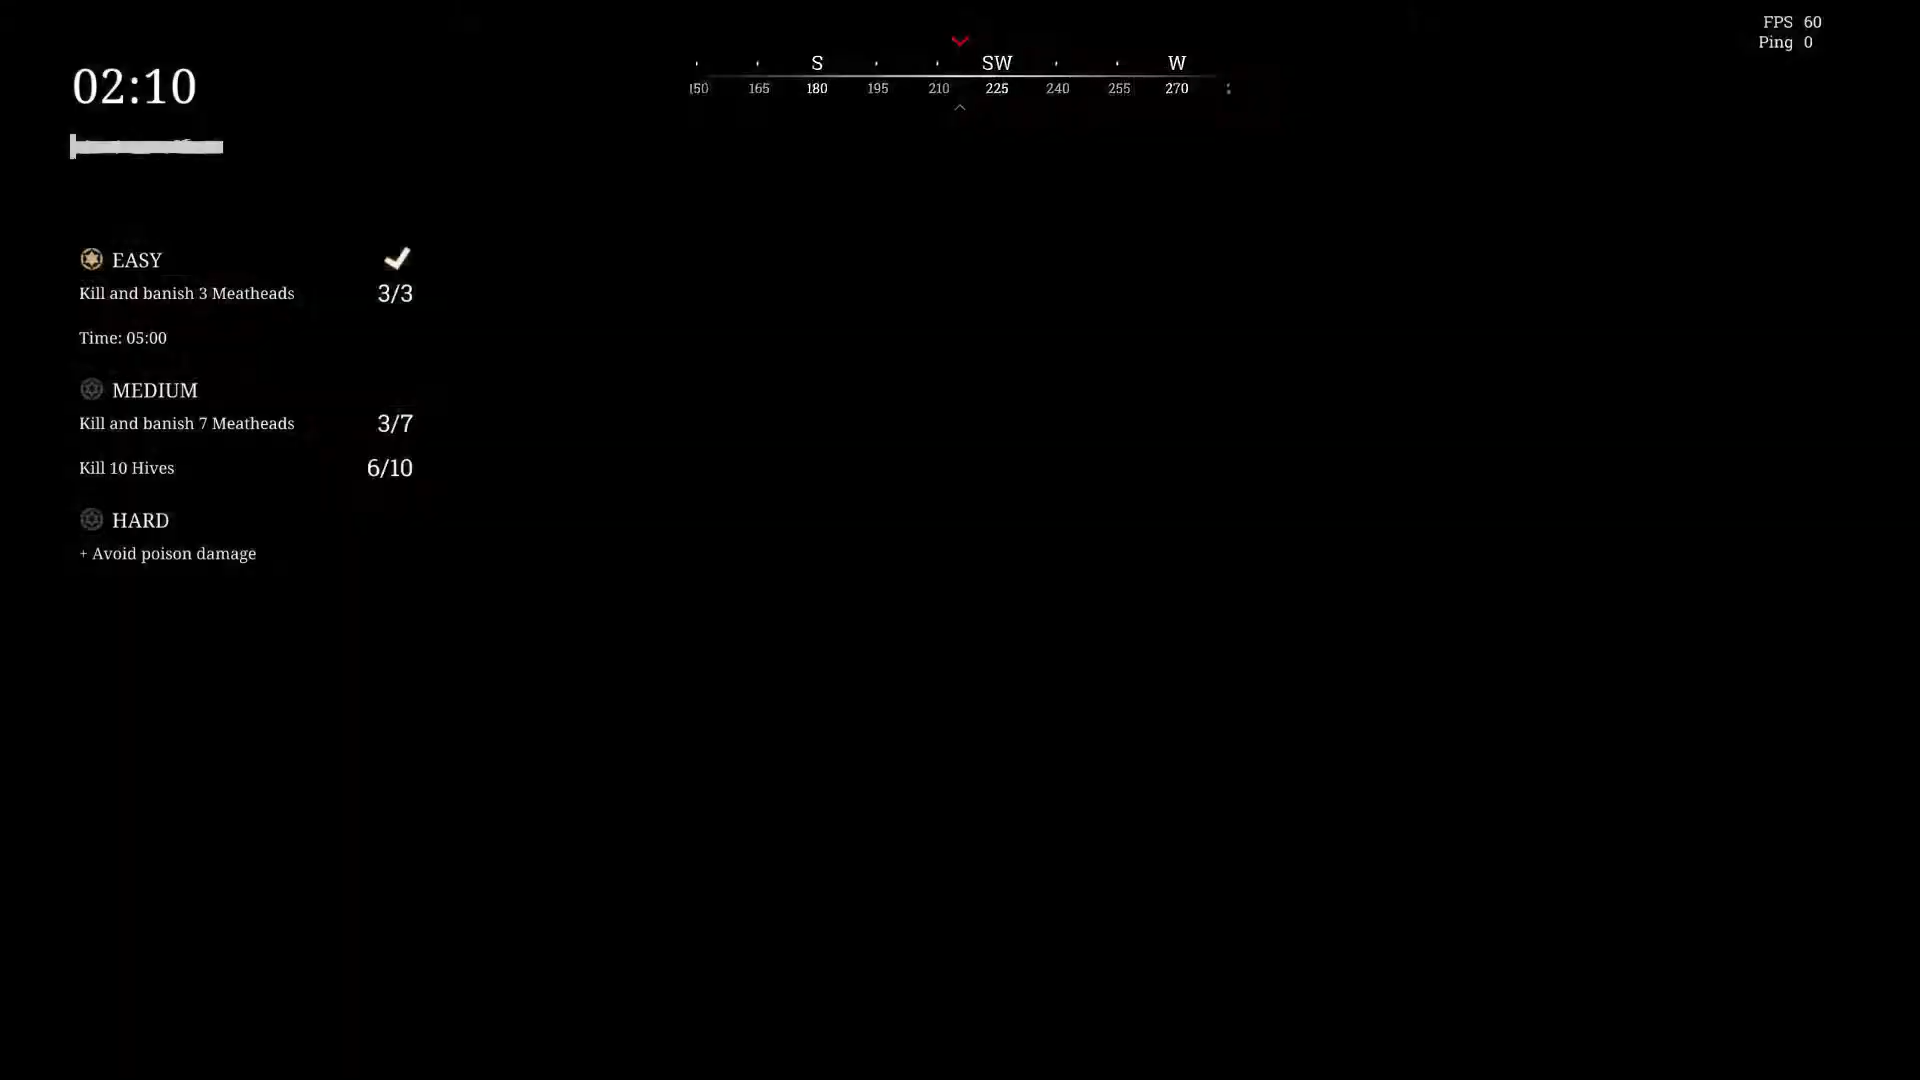 FPS 60
Ping 0
02:10
S SW W
150 165 180 195 210 225 240 255 270
EASY
Kill and banish 3 Meatheads 3/3
Time: 05:00
MEDIUM
Kill and banish 7 Meatheads 3/7
Kill 10 Hives 6/10
HARD
+ Avoid poison damage